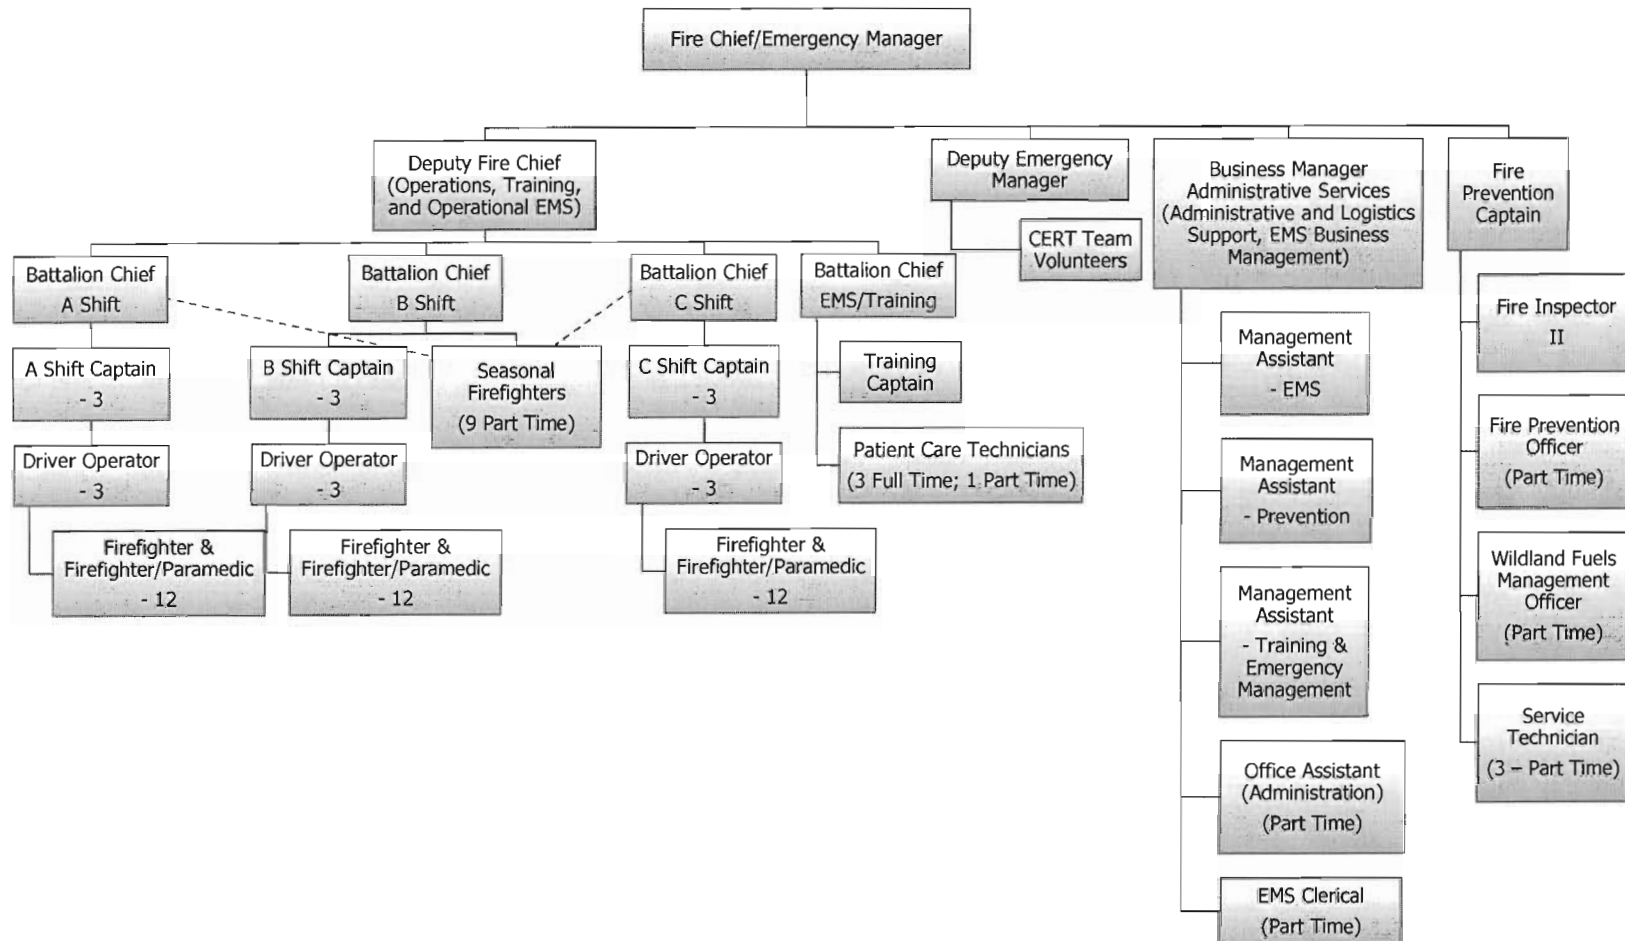 Fire Chief/Emergency Manager
Deputy Fire Chief
(Operations, Training,
and Operational EMS)
Deputy Emergency
Manager
CERT Team
Volunteers
Business Manager
Administrative Services
(Administrative and Logistics
Support, EMS Business
Management)
Fire
Prevention
Captain
Battalion Chief
A Shift
Battalion Chief
B Shift
Battalion Chief
C Shift
Battalion Chief
EMS/Training
A Shift Captain
- 3
B Shift Captain
- 3
Seasonal
Firefighters
(9 Part Time)
C Shift Captain
- 3
Training
Captain
Driver Operator
- 3
Driver Operator
- 3
Driver Operator
- 3
Patient Care Technicians
(3 Full Time; 1 Part Time)
Firefighter &
Firefighter/Paramedic
- 12
Firefighter &
Firefighter/Paramedic
- 12
Firefighter &
Firefighter/Paramedic
- 12
Management
Assistant
- EMS
Management
Assistant
- Prevention
Management
Assistant
- Training &
Emergency
Management
Office Assistant
(Administration)
(Part Time)
EMS Clerical
(Part Time)
Fire Inspector
II
Fire Prevention
Officer
(Part Time)
Wildland Fuels
Management
Officer
(Part Time)
Service
Technician
(3 – Part Time)